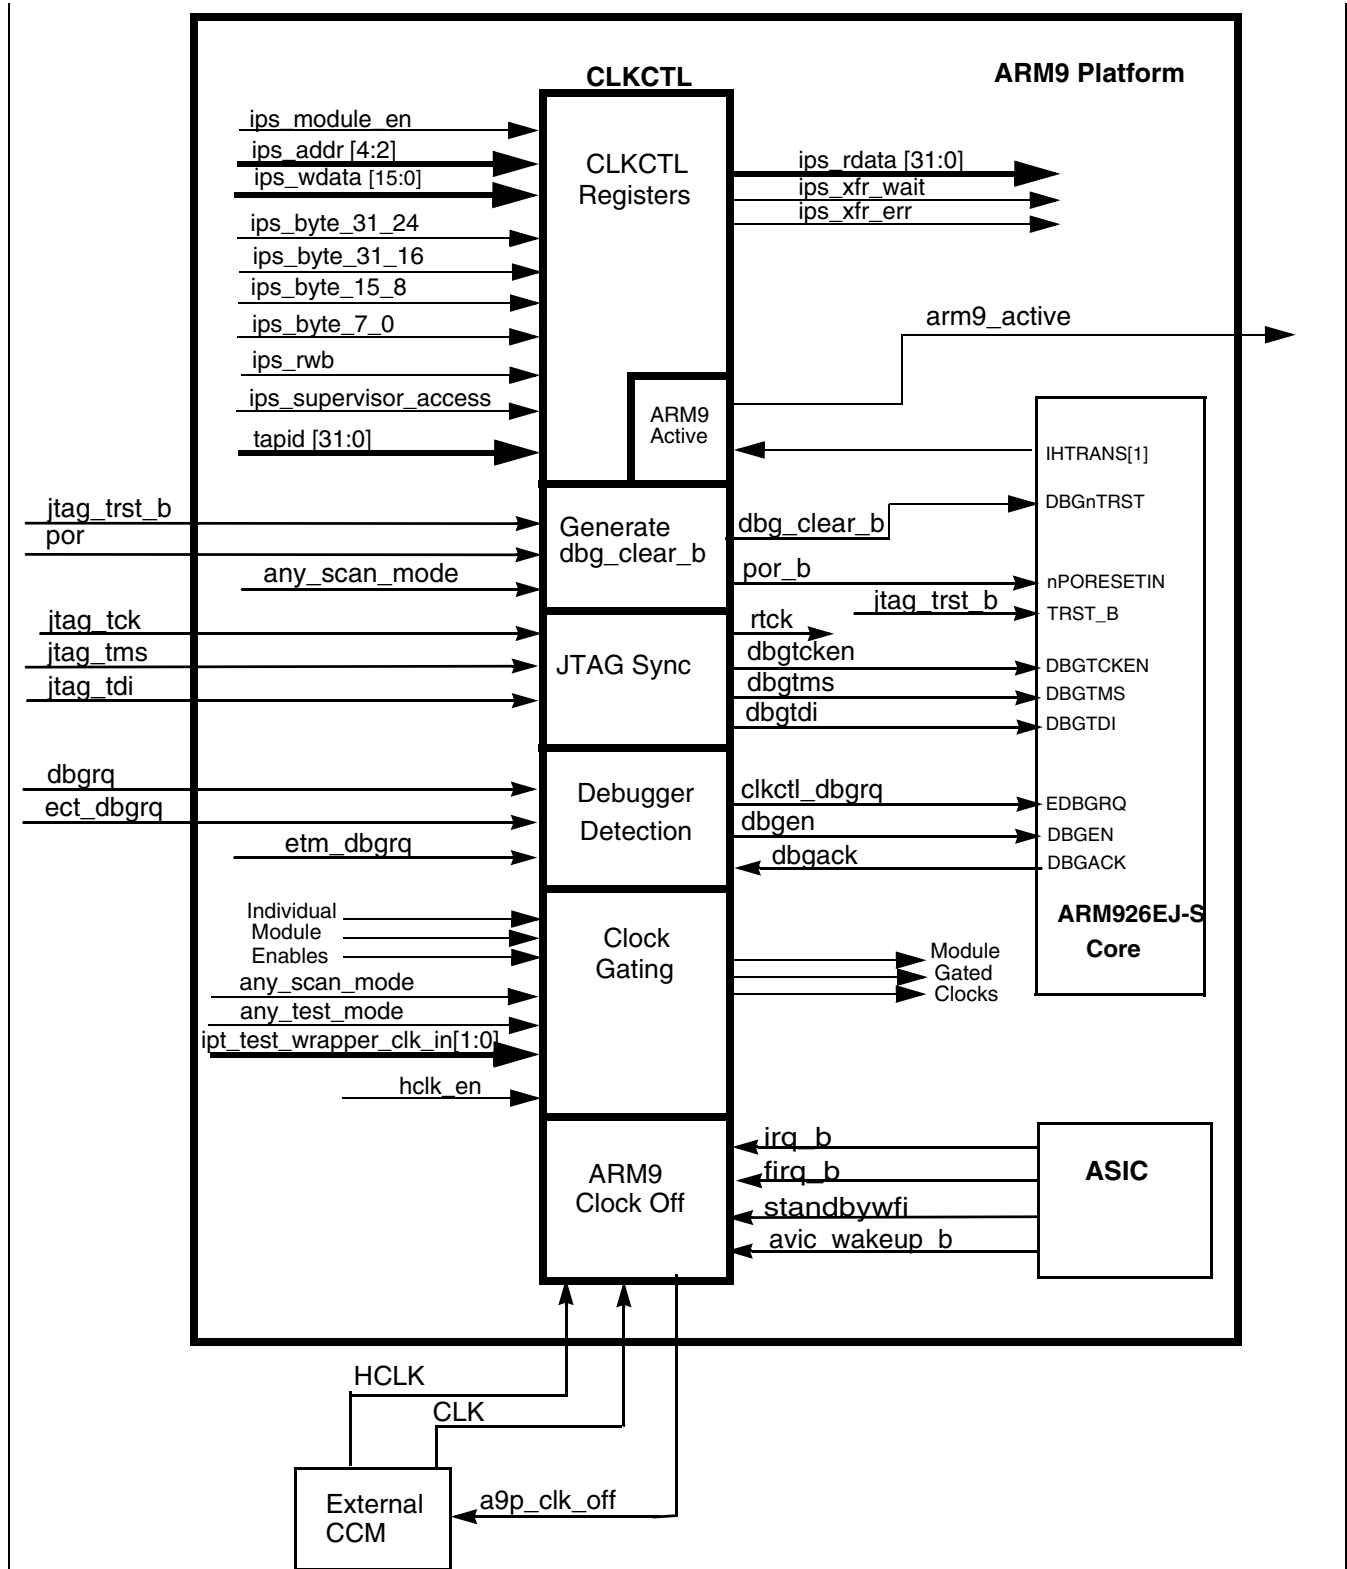 CLKCTL
ARM9 Platform
ips_module_en
ips_addr [4:2]
ips_wdata [15:0]
ips_byte_31_24
ips_byte_31_16
ips_byte_15_8
ips_byte_7_0
ips_rwb
ips_supervisor_access
tapid [31:0]
CLKCTL
Registers
ips_rdata [31:0]
ips_xfr_wait
ips_xfr_err
arm9_active
ARM9
Active
IHTRANS[1]
DBGnTRST
jtag_trst_b
por
any_scan_mode
Generate
dbg_clear_b
dbg_clear_b
por_b
nPORESETIN
jtag_trst_b
TRST_B
jtag_tck
jtag_tms
jtag_tdi
JTAG Sync
rtck
dbgtcken
dbgtms
dbgtdi
DBGTCKEN
DBGTMS
DBGTDI
dbgrq
ect_dbgrq
etm_dbgrq
Debugger
Detection
clkctl_dbgrq
dbgen
dbgack
EDBGRQ
DBGEN
DBGACK
ARM926EJ-S
Core
Individual
Module
Enables
any_scan_mode
any_test_mode
ipt_test_wrapper_clk_in[1:0]
hclk_en
Clock
Gating
Module
Gated
Clocks
ARM9
Clock Off
irq_b
firq_b
standbywfi
avic_wakeup_b
ASIC
HCLK
CLK
External
CCM
a9p_clk_off